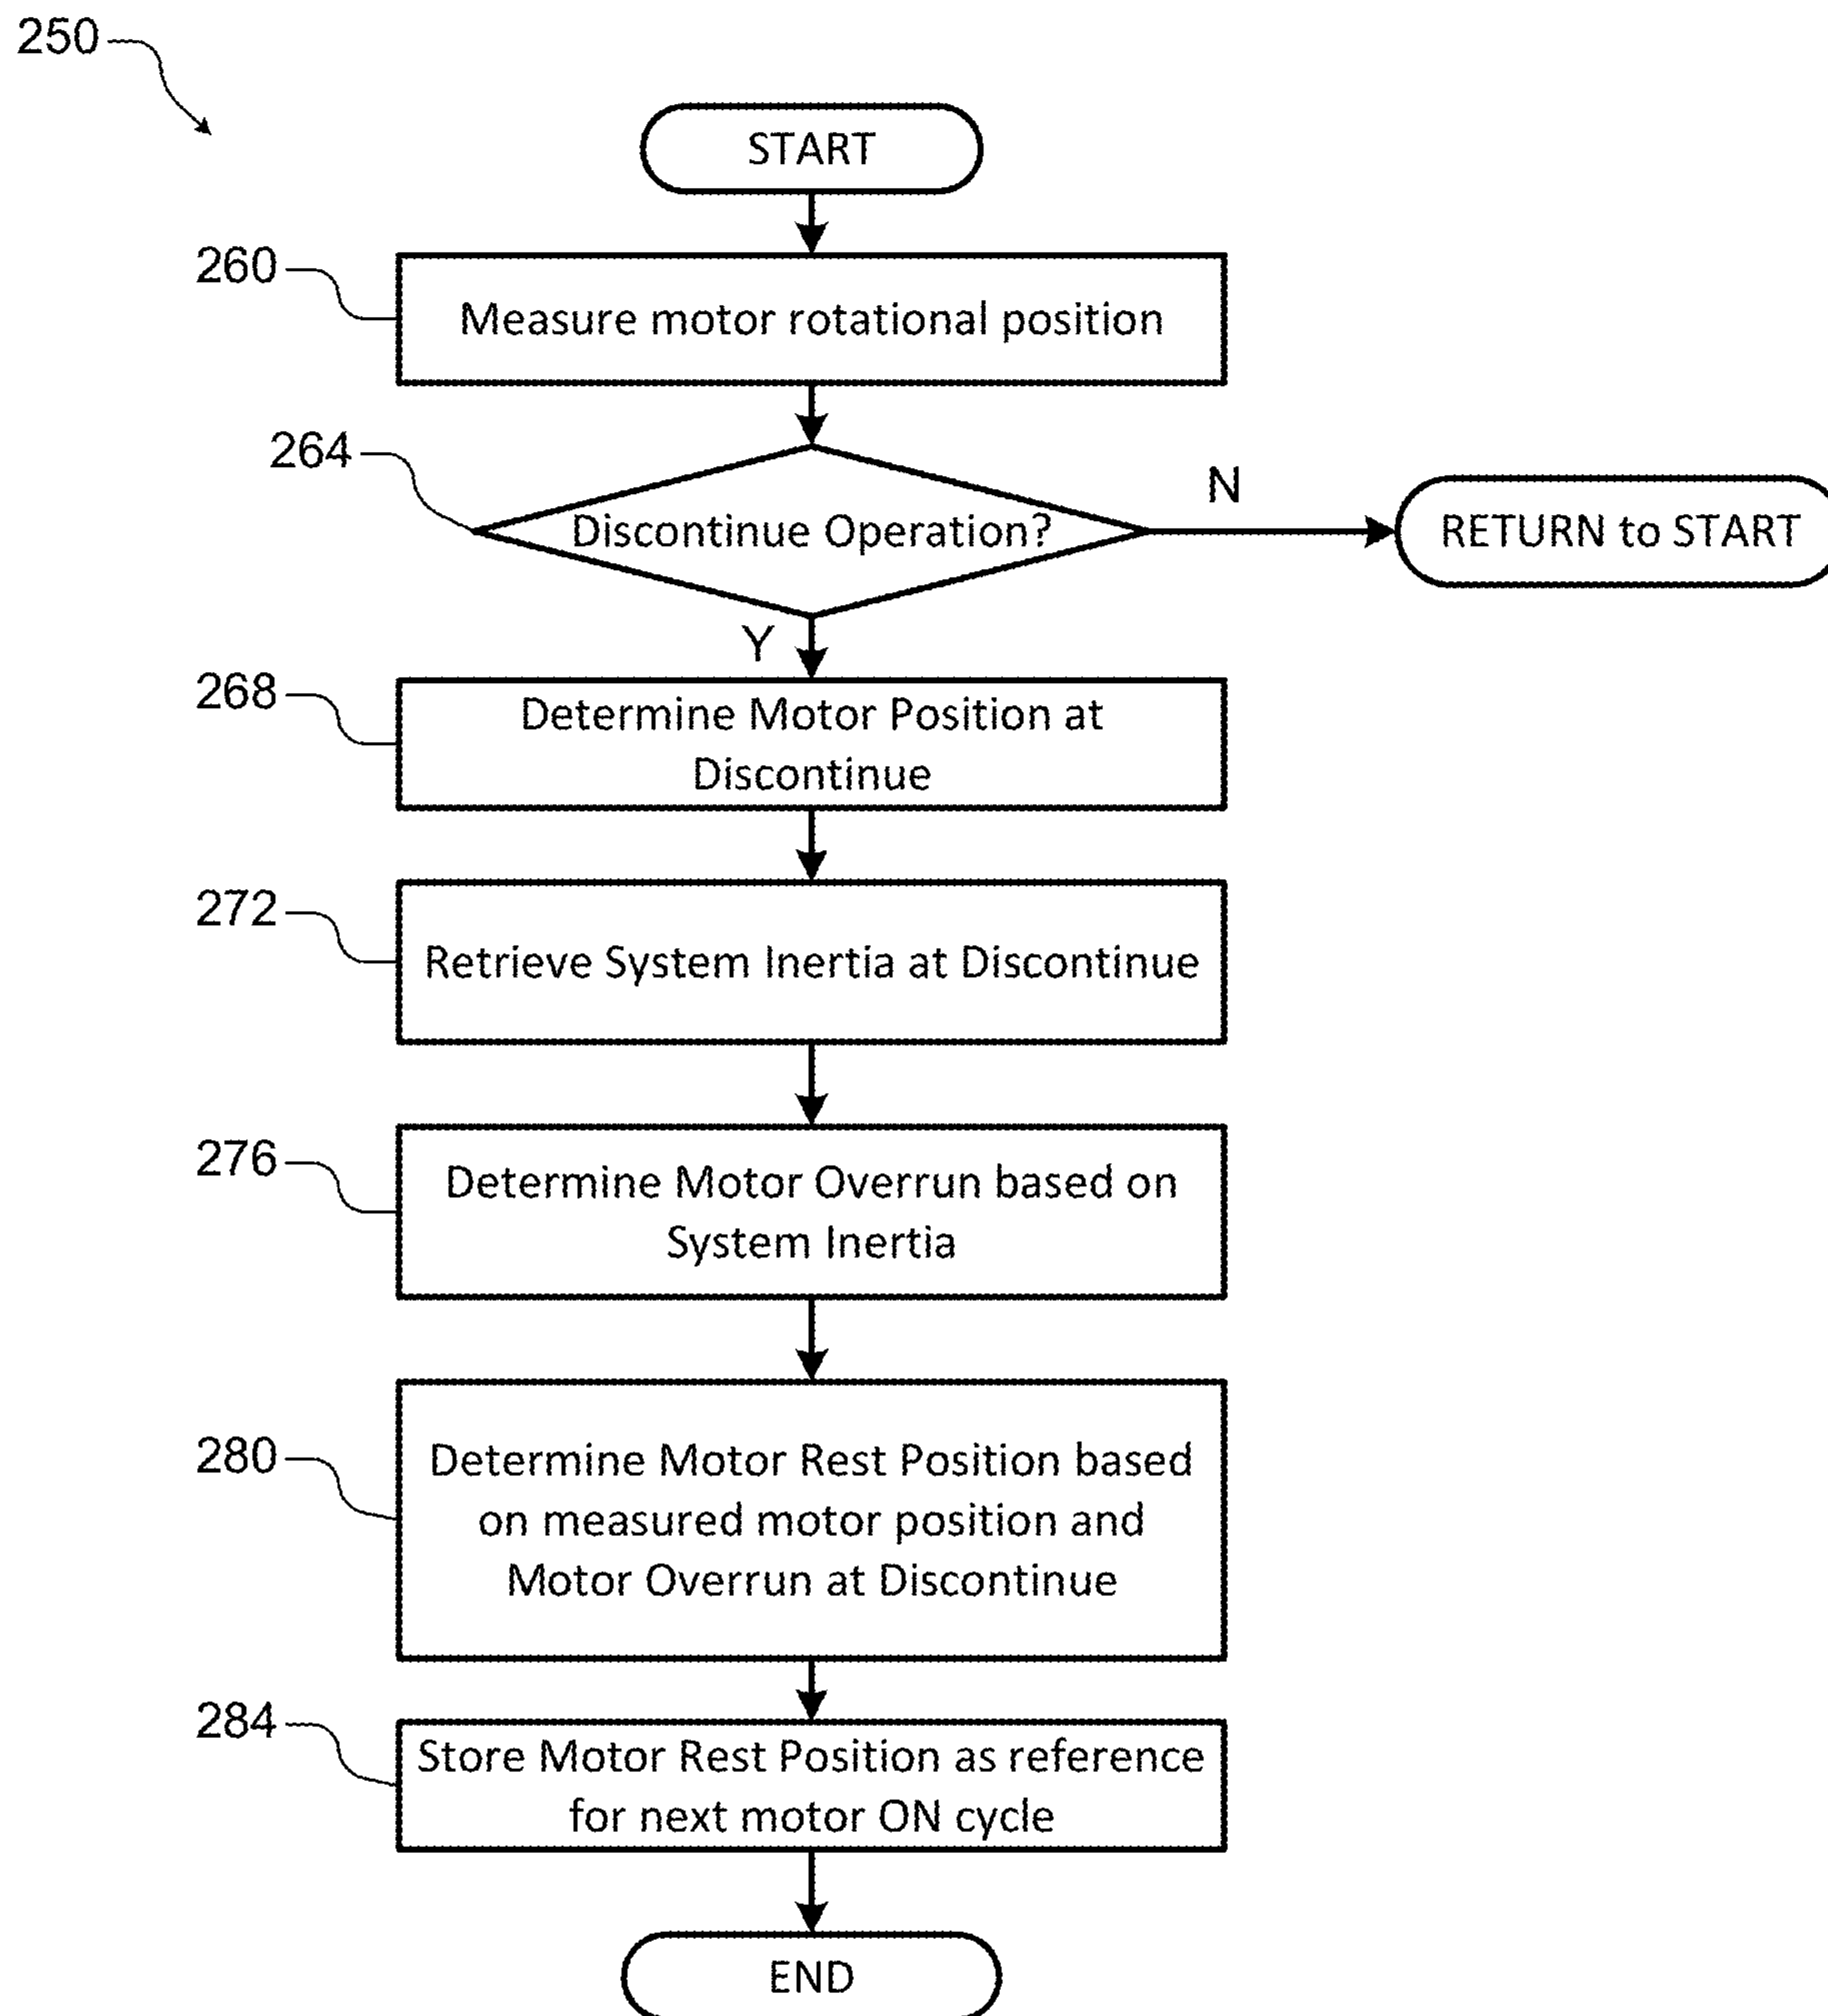 250
START
260
Measure motor rotational position
264
Discontinue Operation?
N
RETURN to START
Y
268
Determine Motor Position at
Discontinue
272
Retrieve System Inertia at Discontinue
276
Determine Motor Overrun based on
System Inertia
280
Determine Motor Rest Position based
on measured motor position and
Motor Overrun at Discontinue
284
Store Motor Rest Position as reference
for next motor ON cycle
END